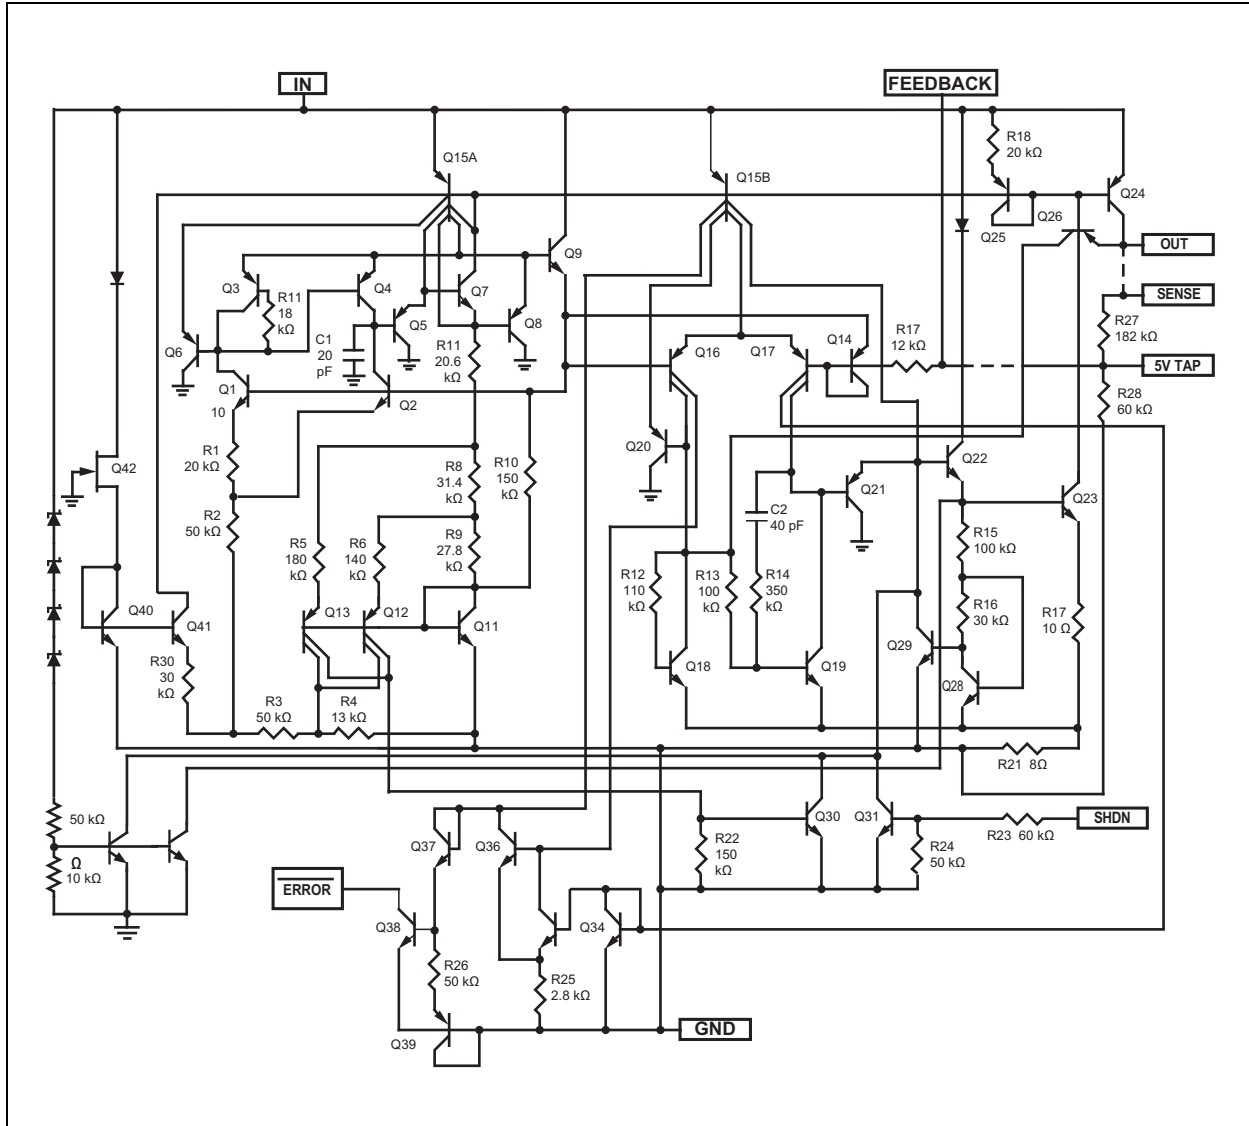 IN
FEEDBACK
R18
20 kΩ
Q15A
Q15B
Q24
Q26
Q25
OUT
Q9
SENSE
Q3
R11
18
kΩ
Q4
Q7
Q5
Q8
C1
20
pF
Q6
R11
20.6
kΩ
Q16
Q17
Q14
R17
12 kΩ
R27
182 kΩ
5V TAP
R28
60 kΩ
Q1
10
Q2
R1
20 kΩ
Q42
R8
31.4
kΩ
R10
150
kΩ
Q20
Q22
Q21
Q23
R2
50 kΩ
C2
40 pF
R5
180
kΩ
R6
140
kΩ
R9
27.8
kΩ
R15
100 kΩ
R12
110
kΩ
R13
100
kΩ
R14
350
kΩ
R16
30 kΩ
R17
10 Ω
Q40
Q41
Q13
Q12
Q11
Q29
R30
30
kΩ
Q18
Q19
Q28
R3
50 kΩ
R4
13 kΩ
R21 8Ω
50 kΩ
Ω
10 kΩ
Q30
Q31
SHDN
R23 60 kΩ
R22
150
kΩ
R24
50 kΩ
Q37
Q36
ERROR
Q38
Q34
R26
50 kΩ
R25
2.8 kΩ
Q39
GND